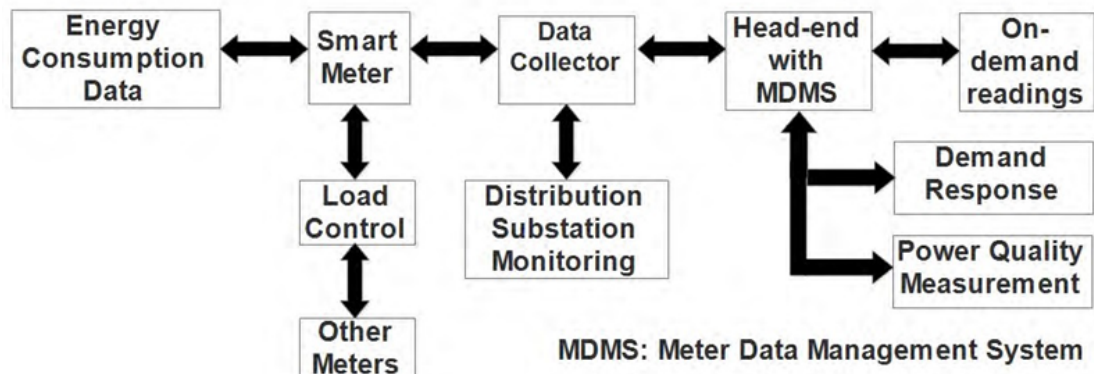 Energy
Consumption
Data
Smart
Meter
Data
Collector
Head-end
with
MDMS
On-
demand
readings
Load
Control
Distribution
Substation
Monitoring
Demand
Response
Power Quality
Measurement
Other
Meters
MDMS: Meter Data Management System